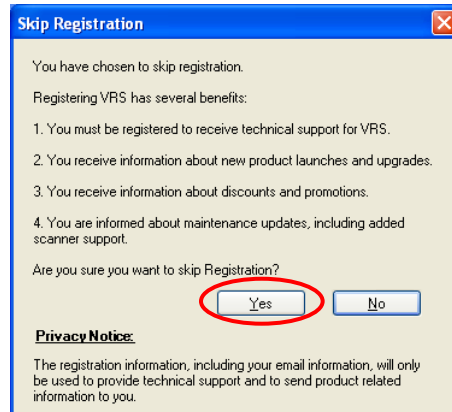 Skip Registration
You have chosen to skip registration.
Registering VRS has several benefits:
1. You must be registered to receive technical support for VRS.
2. You receive information about new product launches and upgrades.
3. You receive information about discounts and promotions.
4. You are informed about maintenance updates, including added
scanner support.
Are you sure you want to skip Registration?
Yes No
Privacy Notice:
The registration information, including your email information, will only
be used to provide technical support and to send product related
information to you.